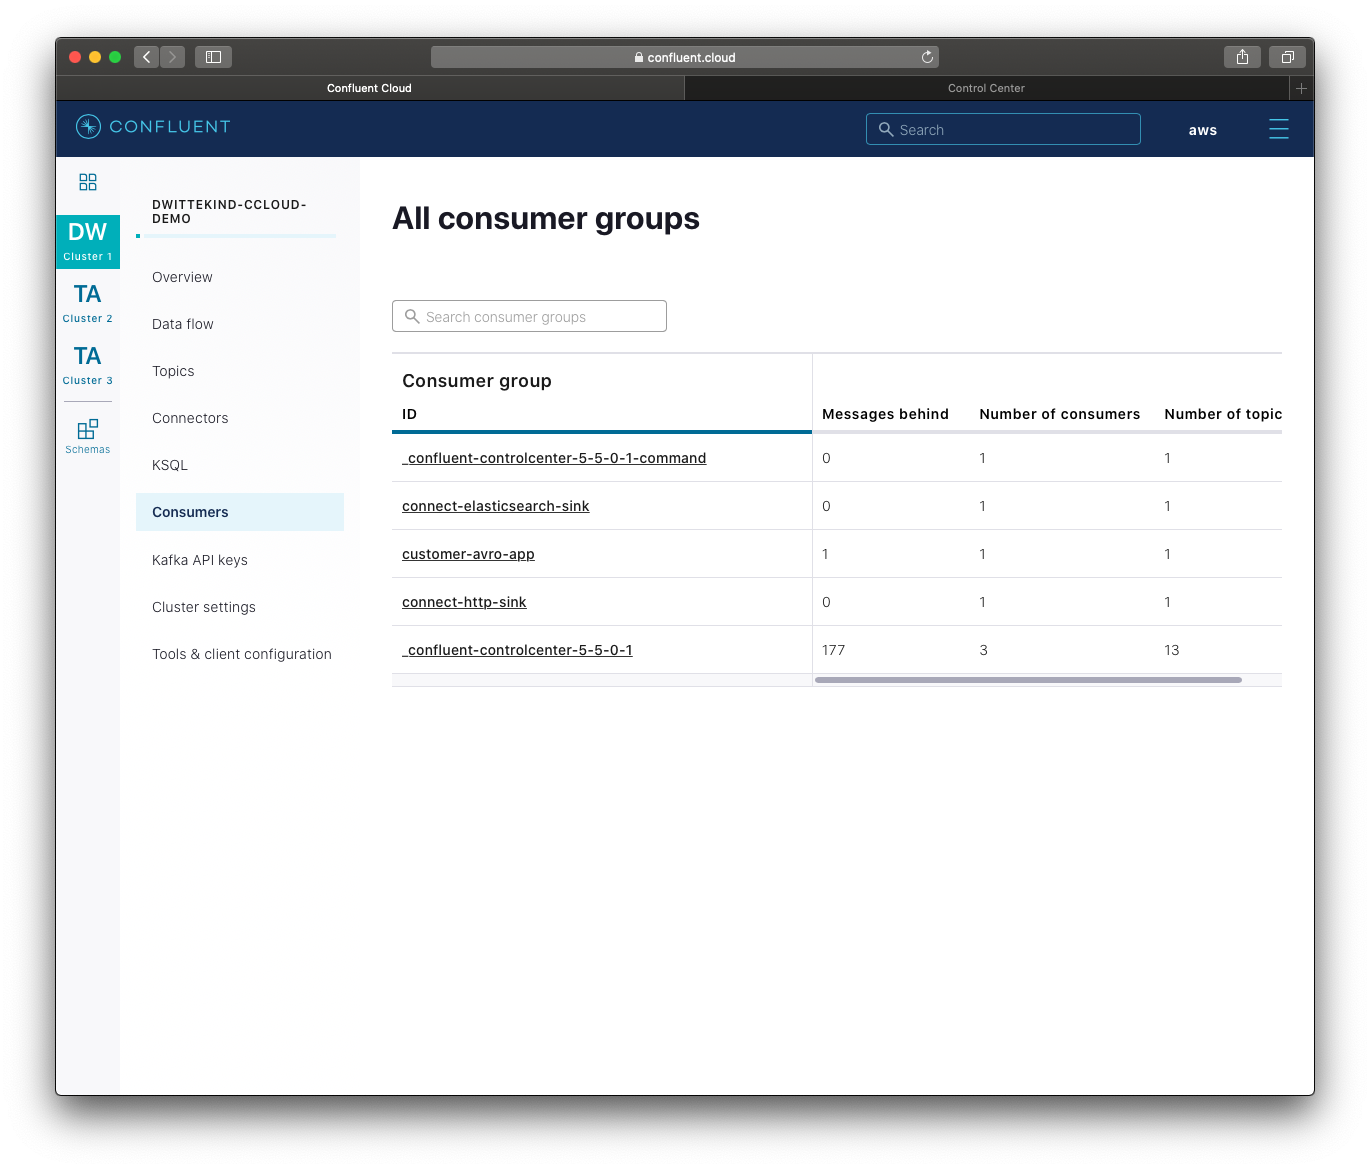 confluent.cloud
Confluent Cloud
Control Center
CONFLUENT
Search
aws
DW
Cluster 1
TA
Cluster 2
TA
Cluster 3
Schemas
DWITTEKIND-CCLOUD-
DEMO
Overview
Data flow
Topics
Connectors
KSQL
Consumers
Kafka API keys
Cluster settings
Tools & client configuration
All consumer groups
Search consumer groups
Consumer group
ID Messages behind Number of consumers Number of topic
_confluent-controlcenter-5-5-0-1-command 0 1 1
connect-elasticsearch-sink 0 1 1
customer-avro-app 1 1 1
connect-http-sink 0 1 1
_confluent-controlcenter-5-5-0-1 177 3 13